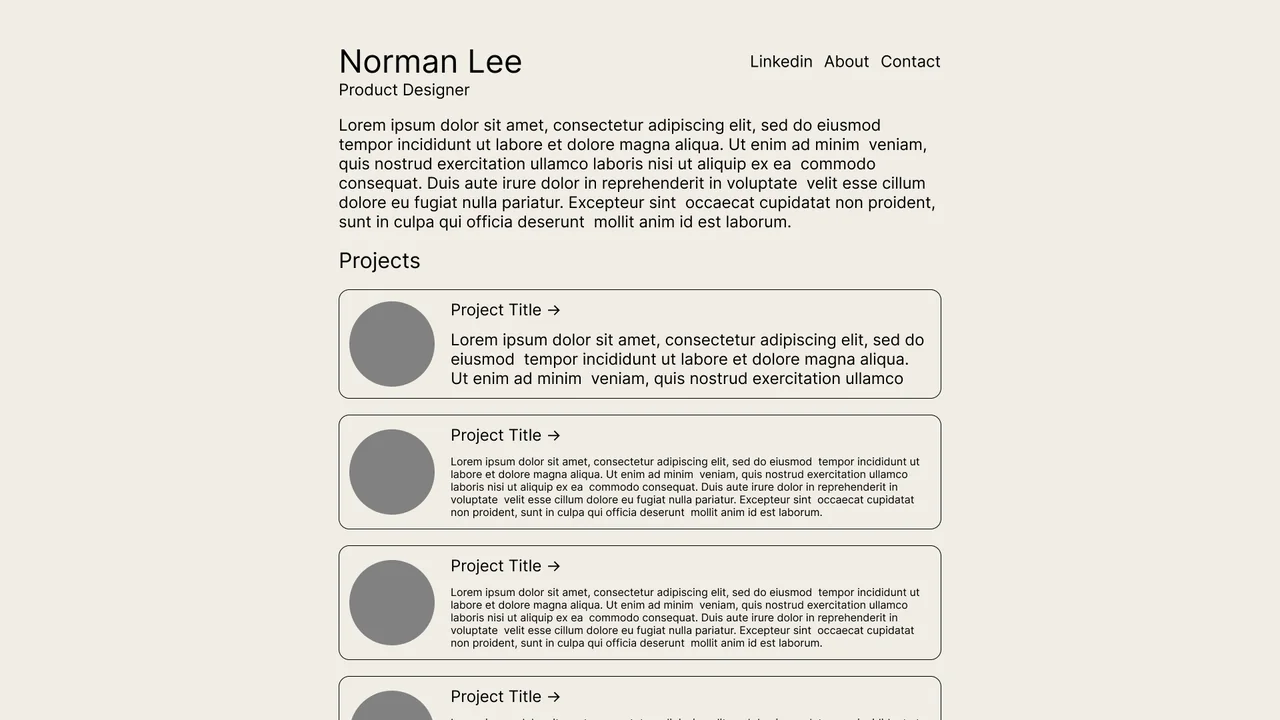 Norman Lee
Linkedin About Contact
Product Designer
Lorem ipsum dolor sit amet, consectetur adipiscing elit, sed do eiusmod
tempor incididunt ut labore et dolore magna aliqua. Ut enim ad minim  veniam,
quis nostrud exercitation ullamco laboris nisi ut aliquip ex ea  commodo
consequat. Duis aute irure dolor in reprehenderit in voluptate  velit esse cillum
dolore eu fugiat nulla pariatur. Excepteur sint  occaecat cupidatat non proident,
sunt in culpa qui officia deserunt  mollit anim id est laborum.
Projects
Project Title →
Lorem ipsum dolor sit amet, consectetur adipiscing elit, sed do
eiusmod  tempor incididunt ut labore et dolore magna aliqua.
Ut enim ad minim  veniam, quis nostrud exercitation ullamco
Project Title →
Lorem ipsum dolor sit amet, consectetur adipiscing elit, sed do eiusmod  tempor incididunt ut
labore et dolore magna aliqua. Ut enim ad minim  veniam, quis nostrud exercitation ullamco
laboris nisi ut aliquip ex ea  commodo consequat. Duis aute irure dolor in reprehenderit in
voluptate  velit esse cillum dolore eu fugiat nulla pariatur. Excepteur sint  occaecat cupidatat
non proident, sunt in culpa qui officia deserunt  mollit anim id est laborum.
Project Title →
Lorem ipsum dolor sit amet, consectetur adipiscing elit, sed do eiusmod  tempor incididunt ut
labore et dolore magna aliqua. Ut enim ad minim  veniam, quis nostrud exercitation ullamco
laboris nisi ut aliquip ex ea  commodo consequat. Duis aute irure dolor in reprehenderit in
voluptate  velit esse cillum dolore eu fugiat nulla pariatur. Excepteur sint  occaecat cupidatat
non proident, sunt in culpa qui officia deserunt  mollit anim id est laborum.
Project Title →